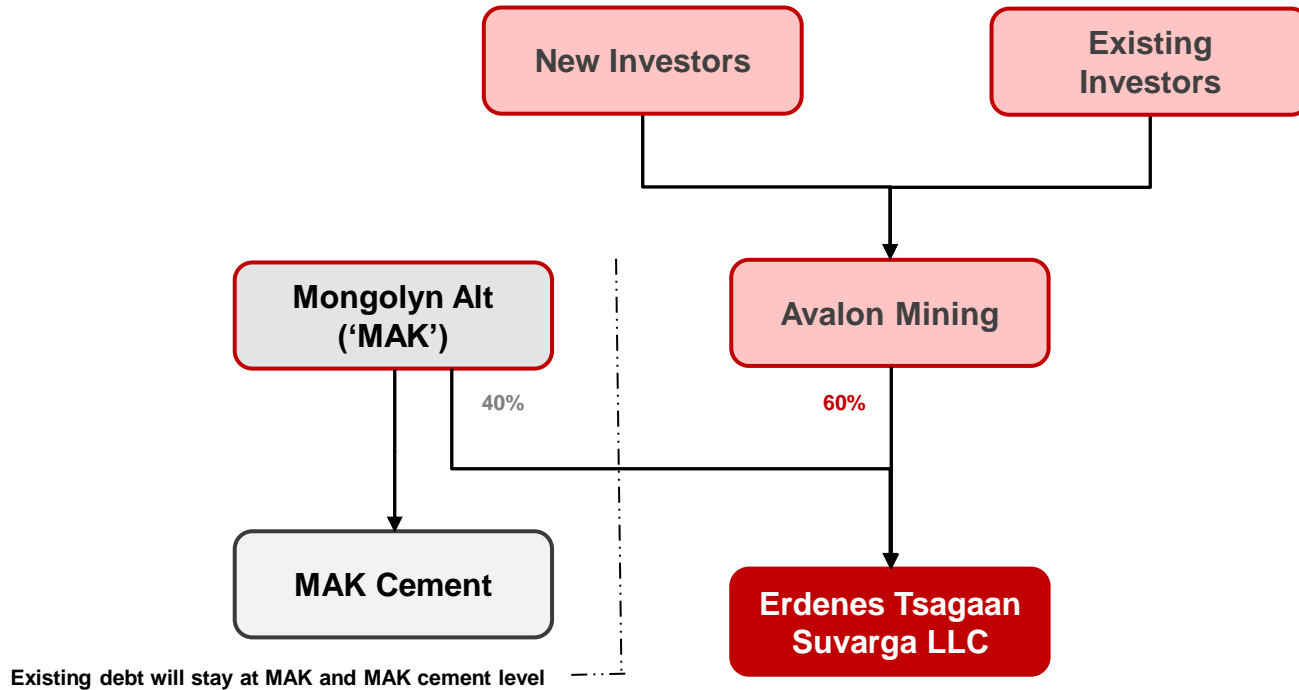 New Investors
Existing
Investors
Mongolyn Alt
(‘MAK’)
Avalon Mining
40%
60%
MAK Cement
Erdenes Tsagaan
Suvarga LLC
Existing debt will stay at MAK and MAK cement level